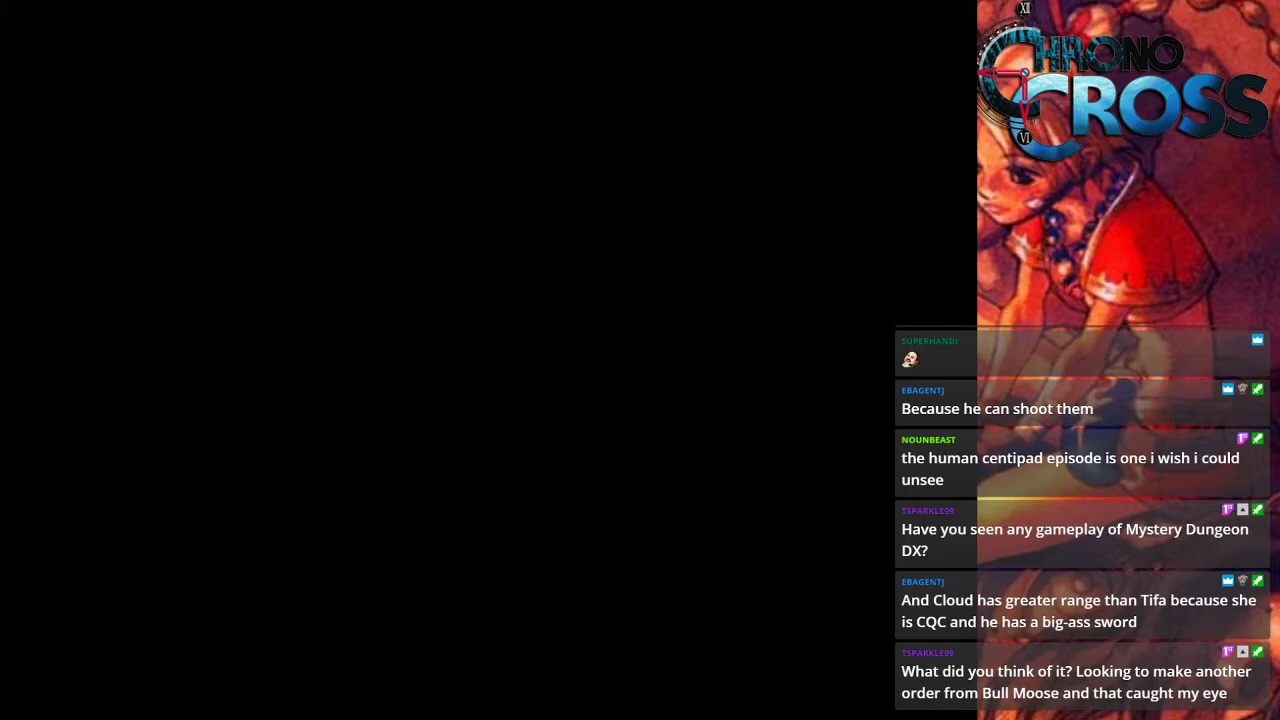 XII
CHRONO
CROSS
VI
SUPERHANDI
EBAGENTJ
Because he can shoot them
NOUNBEAST
the human centipad episode is one i wish i could
unsee
TSPARKLE99
Have you seen any gameplay of Mystery Dungeon
DX?
EBAGENTJ
And Cloud has greater range than Tifa because she
is CQC and he has a big-ass sword
TSPARKLE99
What did you think of it? Looking to make another
order from Bull Moose and that caught my eye